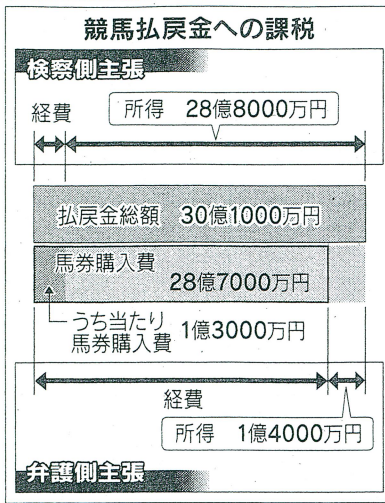 競馬払戻金への課税
検察側主張
経費
所得 28億8000万円
払戻金総額 30億1000万円
馬券購入費
28億7000万円
うち当たり
馬券購入費 1億3000万円
経費
所得 1億4000万円
弁護側主張